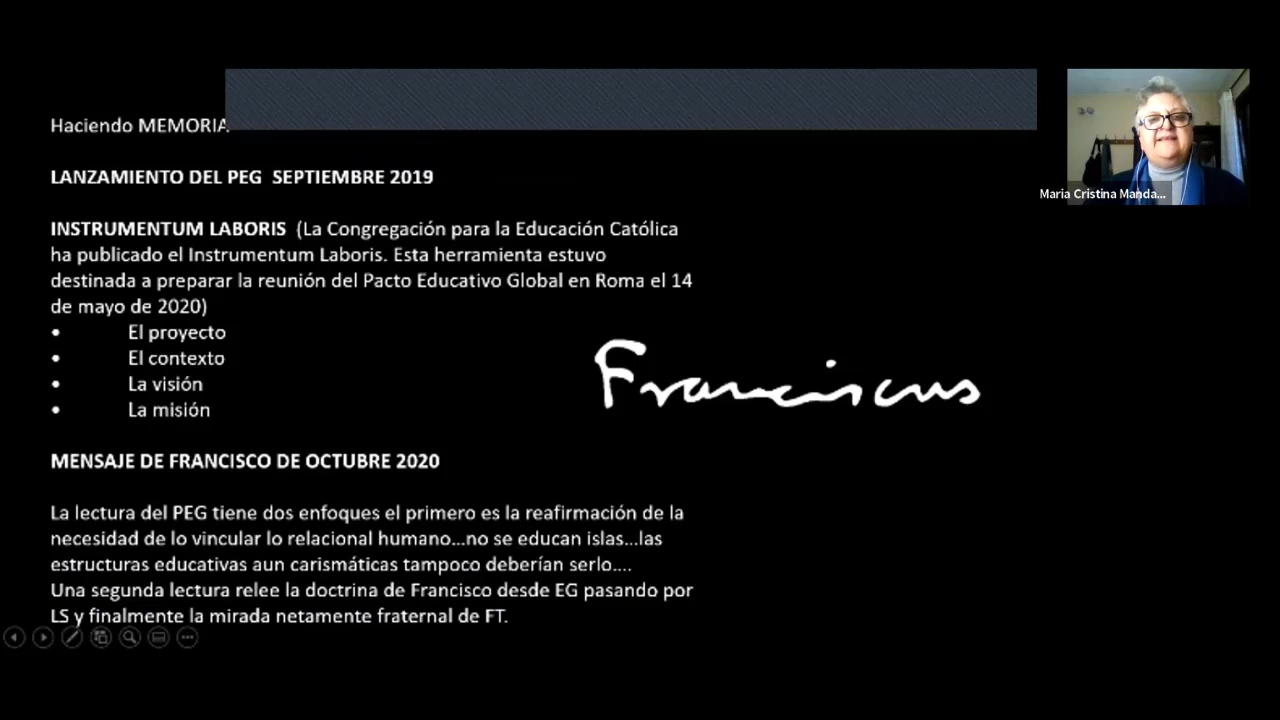 Haciendo MEMORIA.
LANZAMIENTO DEL PEG SEPTIEMBRE 2019
INSTRUMENTUM LABORIS (La Congregación para la Educación Católica
ha publicado el Instrumentum Laboris. Esta herramienta estuvo
destinada a preparar la reunión del Pacto Educativo Global en Roma el 14
de mayo de 2020)
• El proyecto
• El contexto
• La visión
• La misión
MENSAJE DE FRANCISCO DE OCTUBRE 2020
La lectura del PEG tiene dos enfoques el primero es la reafirmación de la
necesidad de lo vincular lo relacional humano...no se educan islas...las
estructuras educativas aun carismáticas tampoco deberían serlo....
Una segunda lectura relee la doctrina de Francisco desde EG pasando por
LS y finalmente la mirada netamente fraternal de FT.
Franciscus
Maria Cristina Manda...